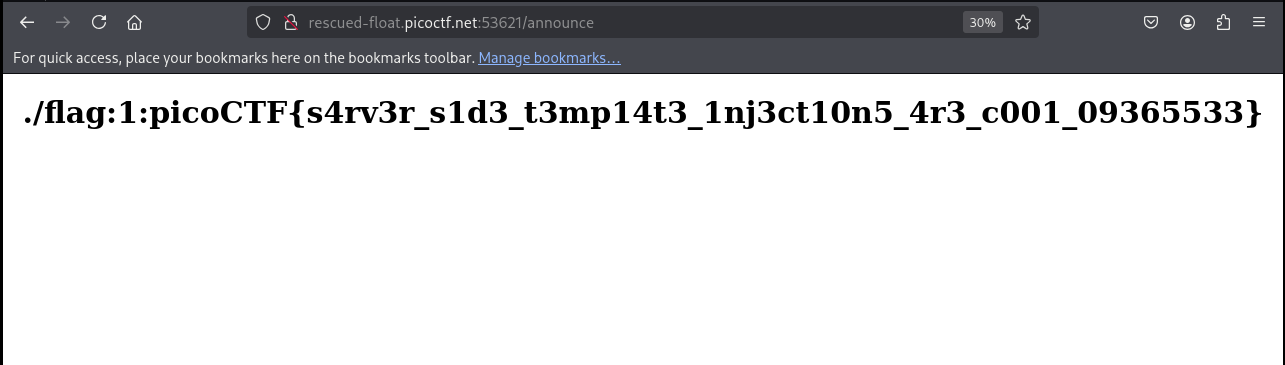 rescued-float.picoctf.net:53621/announce
30%
For quick access, place your bookmarks here on the bookmarks toolbar. Manage bookmarks...
./flag:1:picoCTF{s4rv3r_s1d3_t3mp14t3_1nj3ct10n5_4r3_c001_09365533}